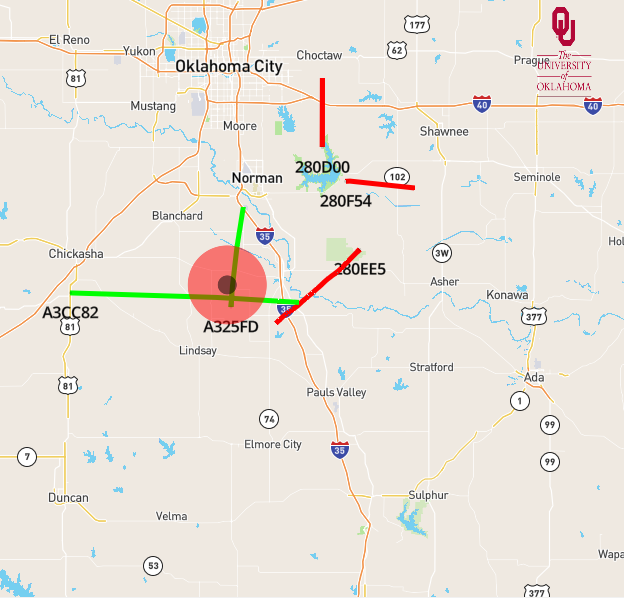 177
El Reno
Yukon
62
Choctaw
OU
The
UNIVERSITY
of
OKLAHOMA
Prague
Oklahoma City
81
Mustang
40
40
Moore
Shawnee
280D00
102
Norman
Seminole
280F54
Blanchard
35
Chickasha
3W
280EE5
Asher
Konawa
A3CC82
35
377
81
A325FD
Lindsay
Stratford
Ada
81
Pauls Valley
1
74
99
Elmore City
35
7
99
Duncan
Sulphur
Velma
Wapa
53
377
Hol